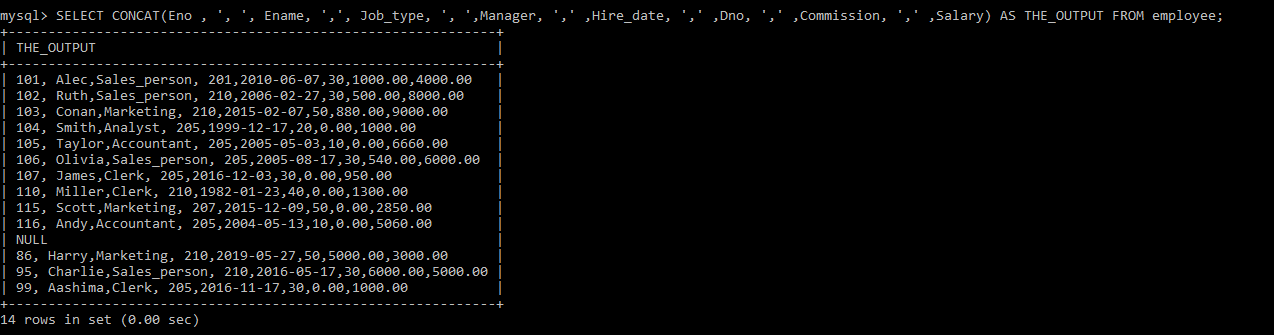 mysql> SELECT CONCAT(Eno , ', ', Ename, ',', Job_type, ', ',Manager, ',' ,Hire_date, ',' ,Dno, ',' ,Commission, ',' ,Salary) AS THE_OUTPUT FROM employee;
+-------------------------------------------------------------+
| THE_OUTPUT                                                  |
+-------------------------------------------------------------+
| 101, Alec,Sales_person, 201,2010-06-07,30,1000.00,4000.00   |
| 102, Ruth,Sales_person, 210,2006-02-27,30,500.00,8000.00    |
| 103, Conan,Marketing, 210,2015-02-07,50,880.00,9000.00      |
| 104, Smith,Analyst, 205,1999-12-17,20,0.00,1000.00          |
| 105, Taylor,Accountant, 205,2005-05-03,10,0.00,6660.00      |
| 106, Olivia,Sales_person, 205,2005-08-17,30,540.00,6000.00  |
| 107, James,Clerk, 205,2016-12-03,30,0.00,950.00             |
| 110, Miller,Clerk, 210,1982-01-23,40,0.00,1300.00           |
| 115, Scott,Marketing, 207,2015-12-09,50,0.00,2850.00        |
| 116, Andy,Accountant, 205,2004-05-13,10,0.00,5060.00        |
| NULL                                                        |
| 86, Harry,Marketing, 210,2019-05-27,50,5000.00,3000.00      |
| 95, Charlie,Sales_person, 210,2016-05-17,30,6000.00,5000.00 |
| 99, Aashima,Clerk, 205,2016-11-17,30,0.00,1000.00           |
+-------------------------------------------------------------+
14 rows in set (0.00 sec)